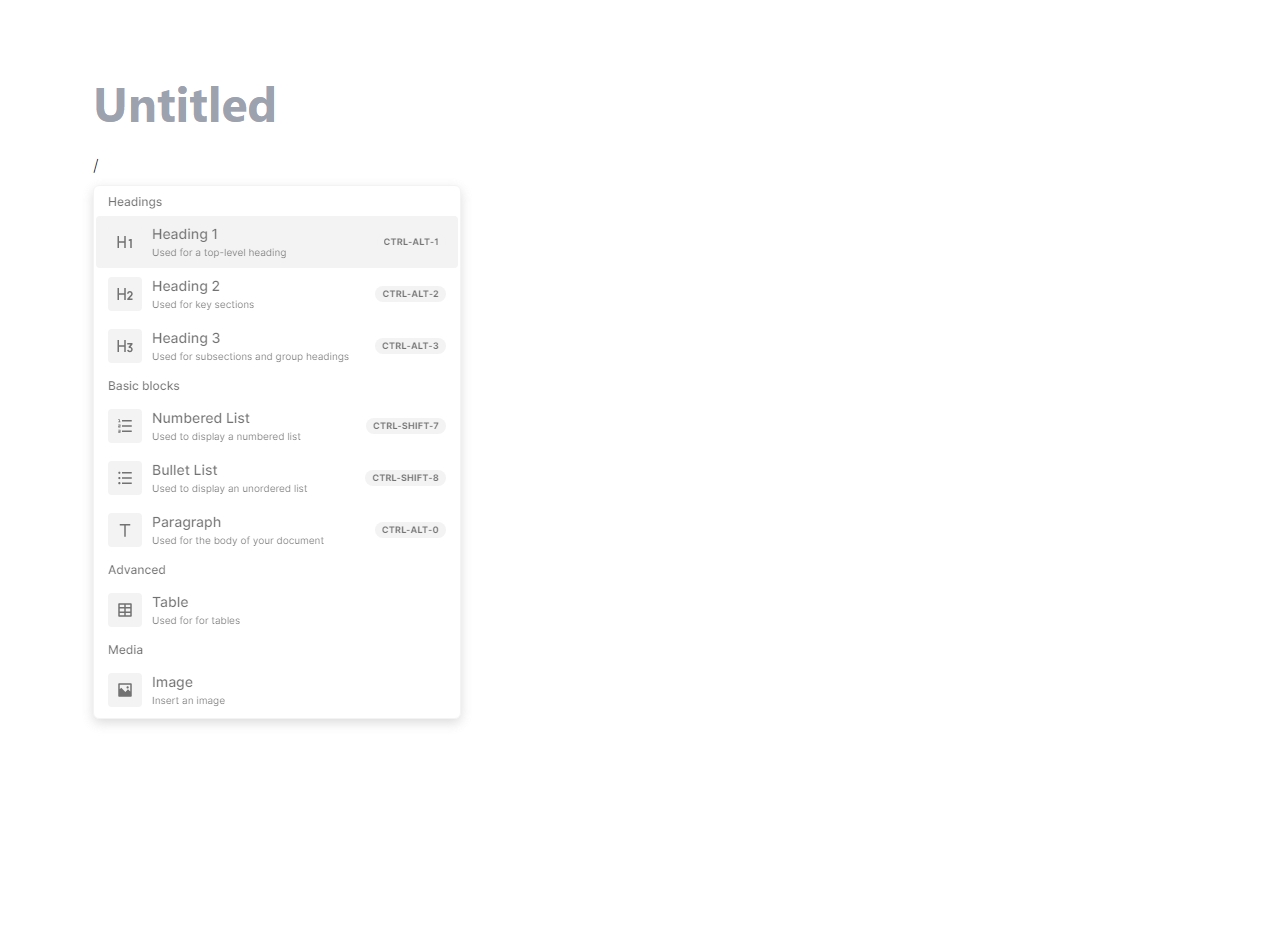 Untitled
/
Headings
H1 Heading 1 CTRL-ALT-1
Used for a top-level heading
H2 Heading 2 CTRL-ALT-2
Used for key sections
H3 Heading 3 CTRL-ALT-3
Used for subsections and group headings
Basic blocks
Numbered List CTRL-SHIFT-7
Used to display a numbered list
Bullet List CTRL-SHIFT-8
Used to display an unordered list
T Paragraph CTRL-ALT-0
Used for the body of your document
Advanced
Table
Used for for tables
Media
Image
Insert an image